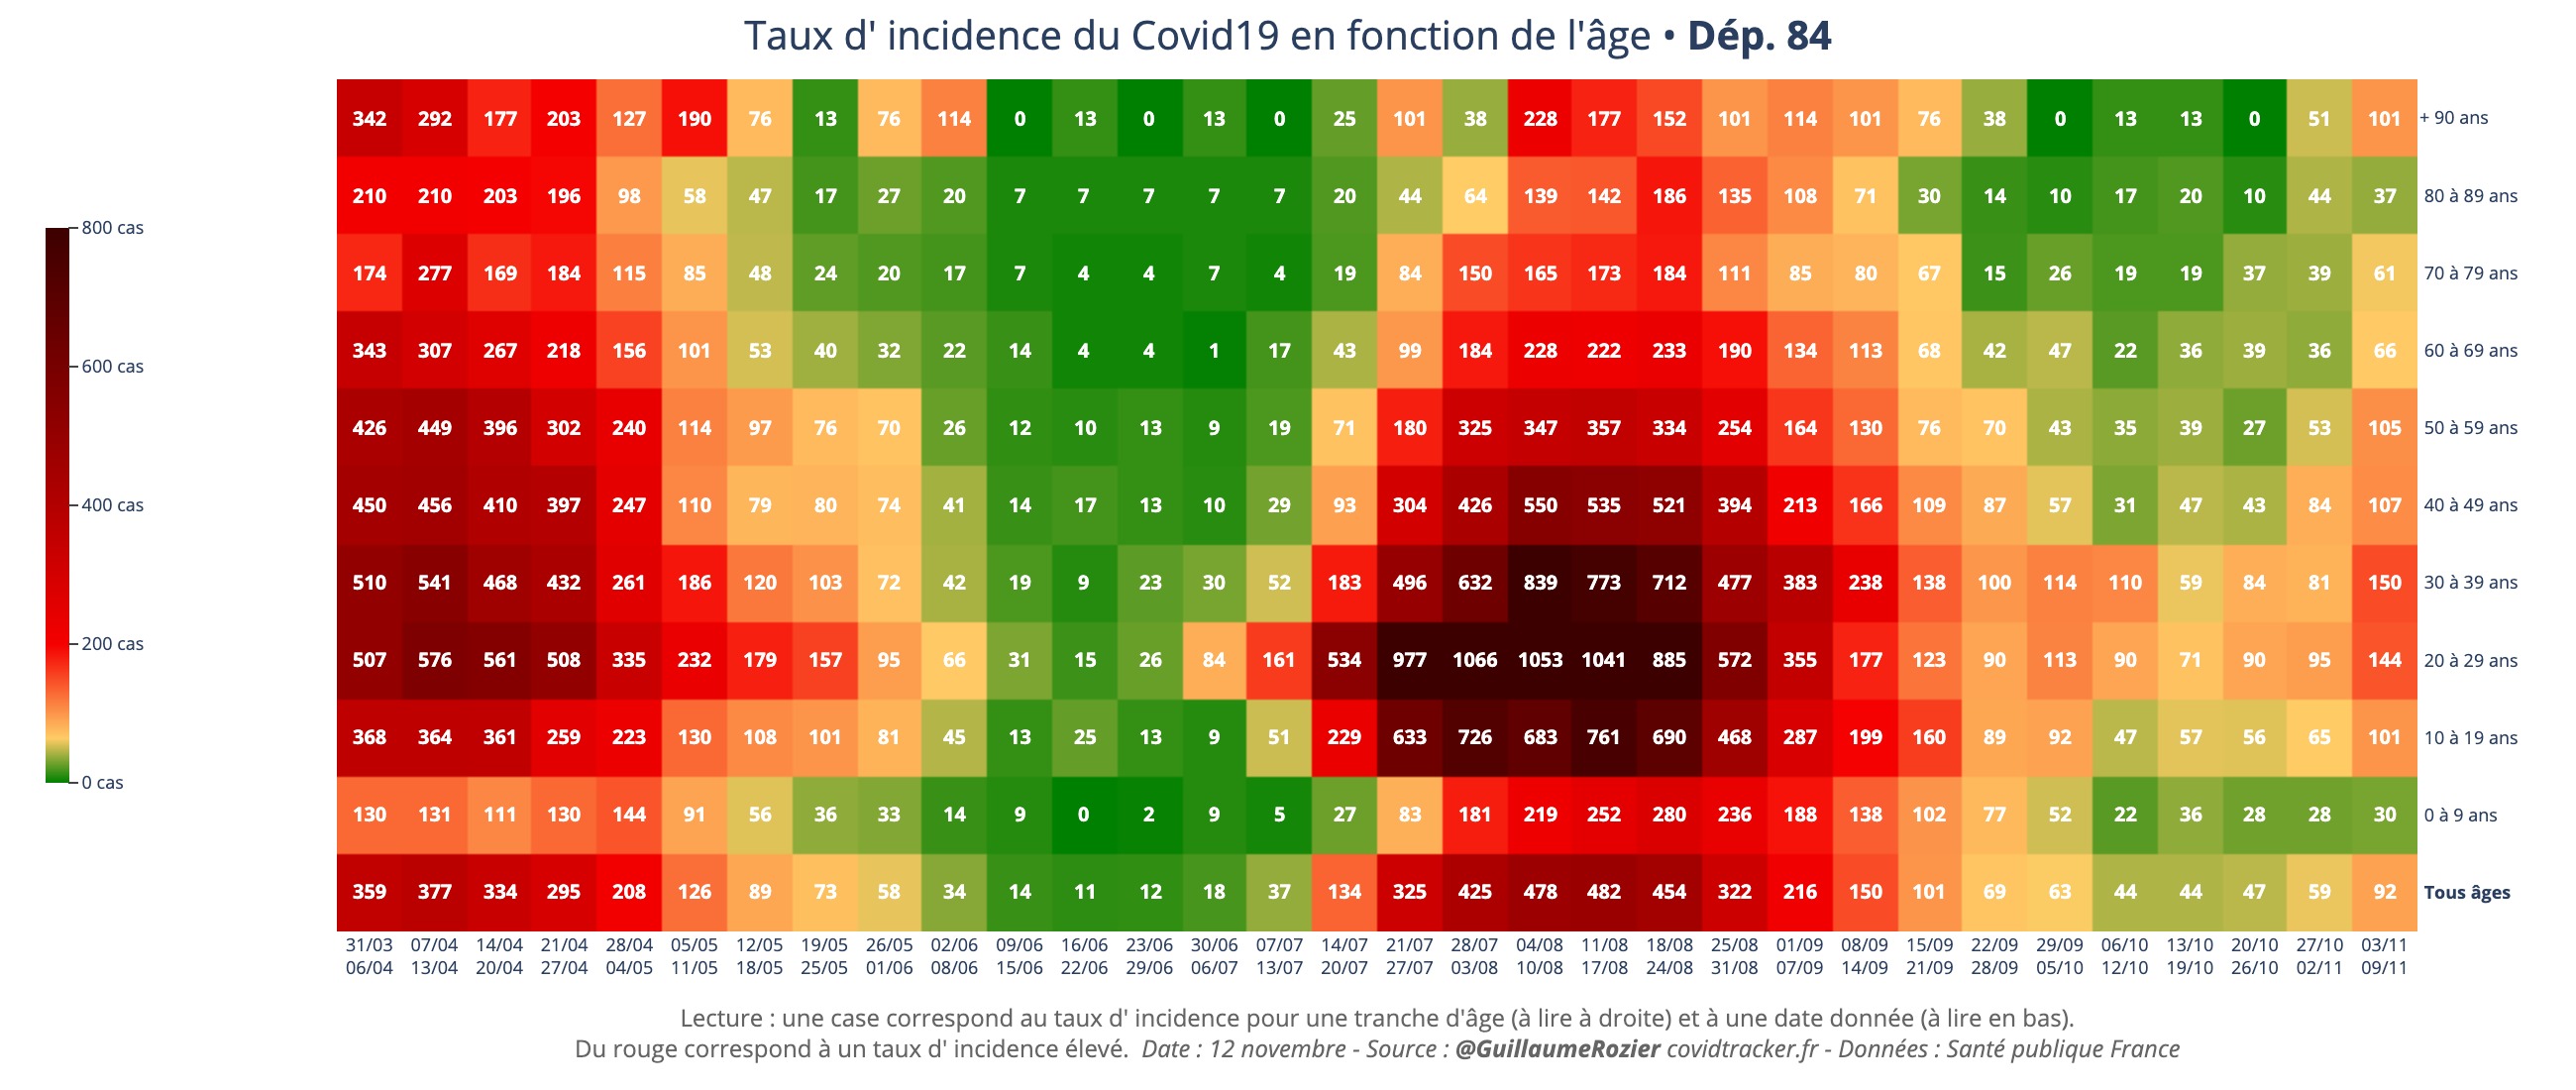 Taux d' incidence du Covid19 en fonction de l'âge • Dép. 84
800 cas
600 cas
400 cas
200 cas
0 cas
342 292 177 203 127 190 76 13 76 114 0 13 0 13 0 25 101 38 228 177 152 101 114 101 76 38 0 13 13 0 51 101 + 90 ans
210 210 203 196 98 58 47 17 27 20 7 7 7 7 7 20 44 64 139 142 186 135 108 71 30 14 10 17 20 10 44 37 80 à 89 ans
174 277 169 184 115 85 48 24 20 17 7 4 4 7 4 19 84 150 165 173 184 111 85 80 67 15 26 19 19 37 39 61 70 à 79 ans
343 307 267 218 156 101 53 40 32 22 14 4 4 1 17 43 99 184 228 222 233 190 134 113 68 42 47 22 36 39 36 66 60 à 69 ans
426 449 396 302 240 114 97 76 70 26 12 10 13 9 19 71 180 325 347 357 334 254 164 130 76 70 43 35 39 27 53 105 50 à 59 ans
450 456 410 397 247 110 79 80 74 41 14 17 13 10 29 93 304 426 550 535 521 394 213 166 109 87 57 31 47 43 84 107 40 à 49 ans
510 541 468 432 261 186 120 103 72 42 19 9 23 30 52 183 496 632 839 773 712 477 383 238 138 100 114 110 59 84 81 150 30 à 39 ans
507 576 561 508 335 232 179 157 95 66 31 15 26 84 161 534 977 1066 1053 1041 885 572 355 177 123 90 113 90 71 90 95 144 20 à 29 ans
368 364 361 259 223 130 108 101 81 45 13 25 13 9 51 229 633 726 683 761 690 468 287 199 160 89 92 47 57 56 65 101 10 à 19 ans
130 131 111 130 144 91 56 36 33 14 9 0 2 9 5 27 83 181 219 252 280 236 188 138 102 77 52 22 36 28 28 30 0 à 9 ans
359 377 334 295 208 126 89 73 58 34 14 11 12 18 37 134 325 425 478 482 454 322 216 150 101 69 63 44 44 47 59 92 Tous âges
31/03 07/04 14/04 21/04 28/04 05/05 12/05 19/05 26/05 02/06 09/06 16/06 23/06 30/06 07/07 14/07 21/07 28/07 04/08 11/08 18/08 25/08 01/09 08/09 15/09 22/09 29/09 06/10 13/10 20/10 27/10 03/11
06/04 13/04 20/04 27/04 04/05 11/05 18/05 25/05 01/06 08/06 15/06 22/06 29/06 06/07 13/07 20/07 27/07 03/08 10/08 17/08 24/08 31/08 07/09 14/09 21/09 28/09 05/10 12/10 19/10 26/10 02/11 09/11
Lecture : une case correspond au taux d' incidence pour une tranche d'âge (à lire à droite) et à une date donnée (à lire en bas).
Du rouge correspond à un taux d' incidence élevé. Date : 12 novembre - Source : @GuillaumeRozier covidtracker.fr - Données : Santé publique France